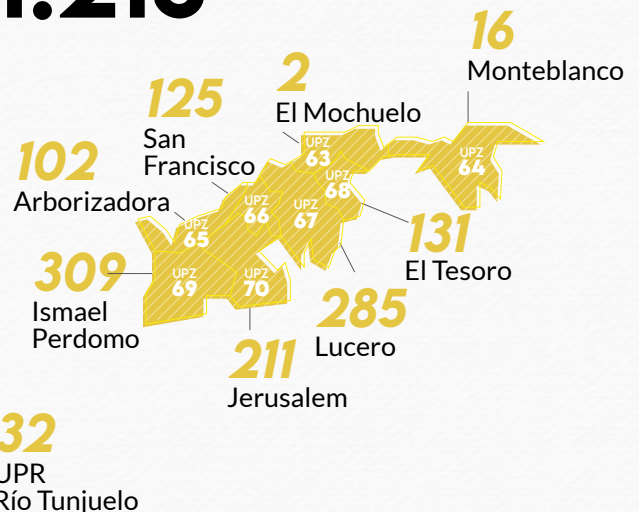 16
Monteblanco
2
El Mochuelo
125
San
Francisco
102
Arborizadora
UPZ
63
UPZ
64
UPZ
68
UPZ
66
UPZ
67
UPZ
65
131
El Tesoro
309
Ismael
Perdomo
UPZ
69
UPZ
70
285
Lucero
211
Jerusalem
32
UPR
Río Tunjuelo